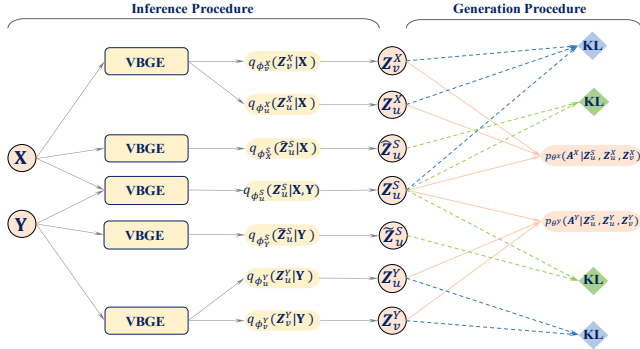 Inference Procedure
Generation Procedure
VBGE
q_{ϕ_v^X}(Z_v^X|X)
Z_v^X
KL
q_{ϕ_u^X}(Z_u^X|X)
Z_u^X
KL
X
VBGE
q_{ϕ_X^S}(Z̄_u^S|X)
Z̃_u^S
p_{θ^X}(A^X|Z_u^S, Z_u^X, Z_v^X)
VBGE
q_{ϕ_u^S}(Z_u^S|X,Y)
Z_u^S
Y
p_{θ^Y}(A^Y|Z_u^S, Z_u^Y, Z_v^Y)
VBGE
q_{ϕ_Y^S}(Z̄_u^S|Y)
Z̃_u^S
q_{ϕ_u^Y}(Z_u^Y|Y)
Z_u^Y
KL
VBGE
q_{ϕ_v^Y}(Z_v^Y|Y)
Z_v^Y
KL